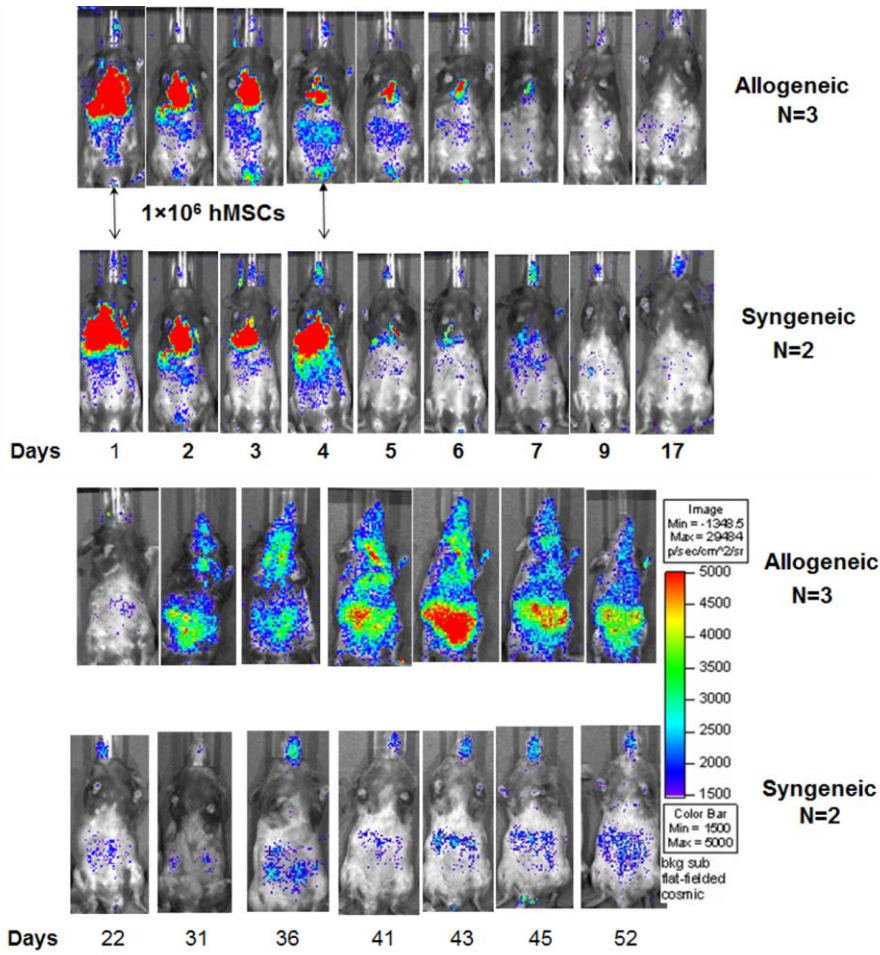 Allogeneic
N=3
1×10⁶ hMSCs
Syngeneic
N=2
Days 1 2 3 4 5 6 7 9 17
Allogeneic
N=3
Image
Min = -1348.5
Max = 29484
p/sec/cm^2/sr
5000
4500
4000
3500
3000
2500
2000
1500
Color Bar
Min = 1500
Max = 5000
bkg sub
flat-fielded
cosmic
Syngeneic
N=2
Days 22 31 36 41 43 45 52